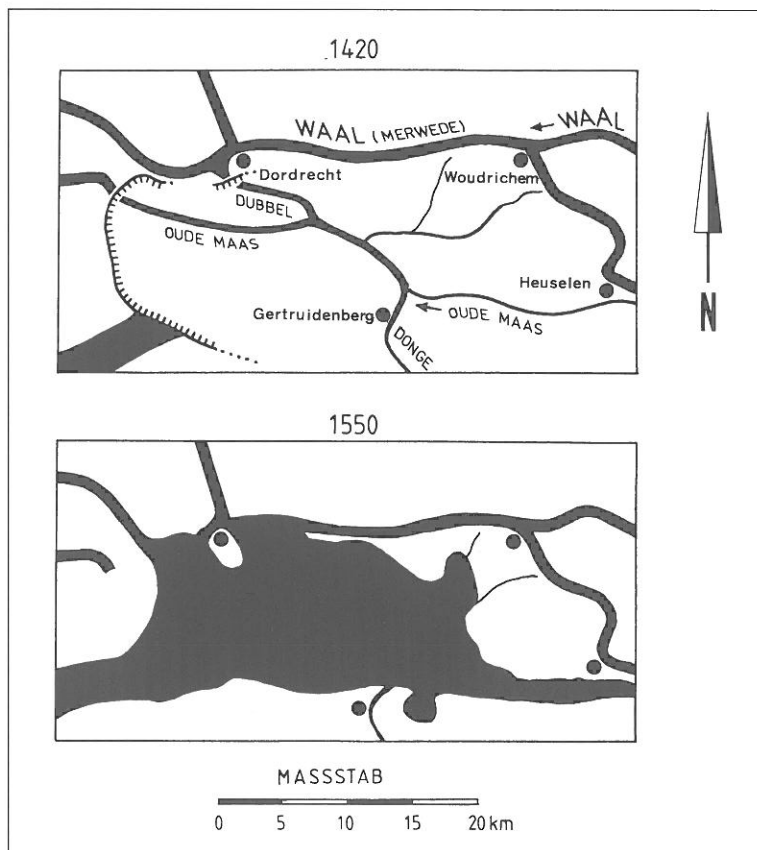 1420
WAAL (MERWEDE)
WAAL
Dordrecht
Woudrichem
DUBBEL
OUDE MAAS
Heuselen
Gertruidenberg
OUDE MAAS
DONGE
N
1550
MASSSTAB
0 5 10 15 20 km